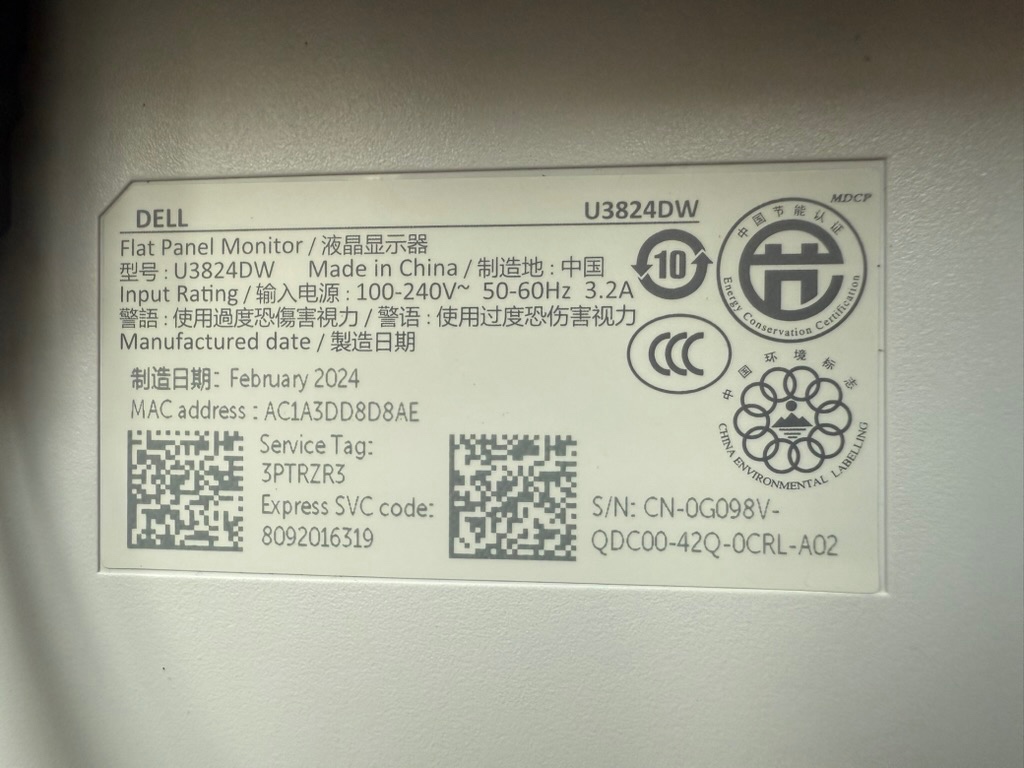 DELL U3824DW
Flat Panel Monitor / 液晶显示器
型号 : U3824DW Made in China / 制造地 : 中国
Input Rating / 输入电源 : 100-240V~ 50-60Hz 3.2A
警語 : 使用過度恐傷害視力 / 警语 : 使用过度恐伤害视力
Manufactured date / 製造日期
制造日期: February 2024
MAC address : AC1A3DD8D8AE
Service Tag:
3PTRZR3
Express SVC code:
8092016319
S/N: CN-0G098V-
QDC00-42Q-0CRL-A02
10
MDCP
中国节能认证
Energy Conservation Certification
CCC
中国环境标志
CHINA ENVIRONMENTAL LABELLING